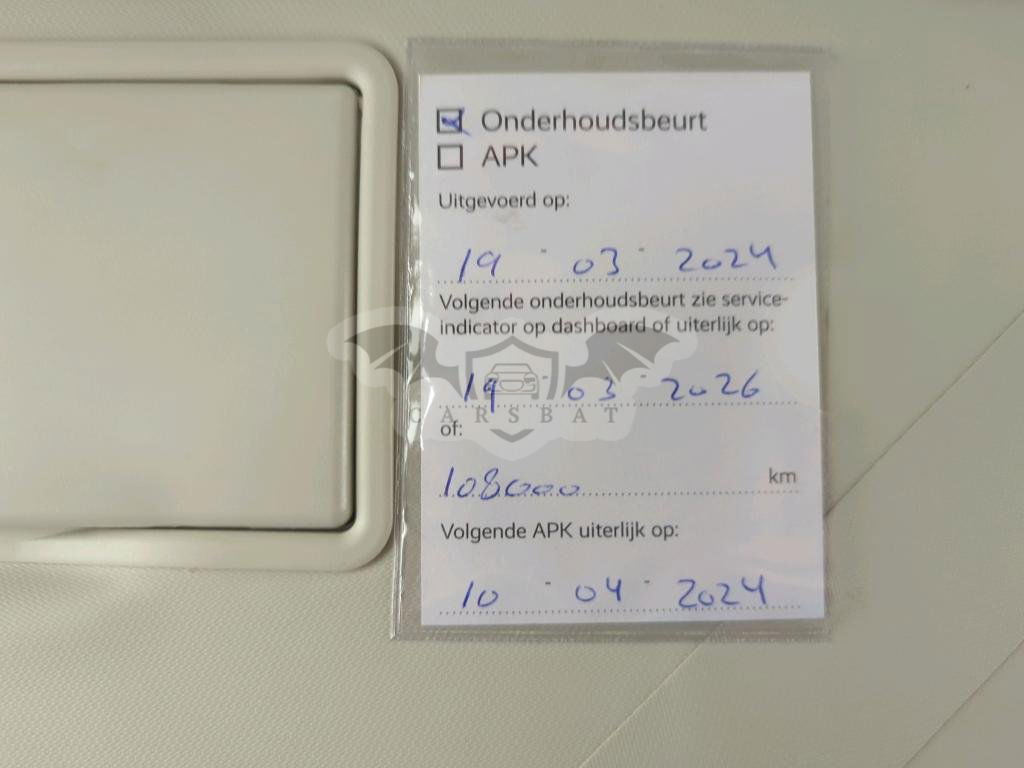 Onderhoudsbeurt
APK
Uitgevoerd op:
19 - 03 - 2024
Volgende onderhoudsbeurt zie service-
indicator op dashboard of uiterlijk op:
19 - 03 2026
CARSBAT
of:
108000 km
Volgende APK uiterlijk op:
10 - 04 - 2024